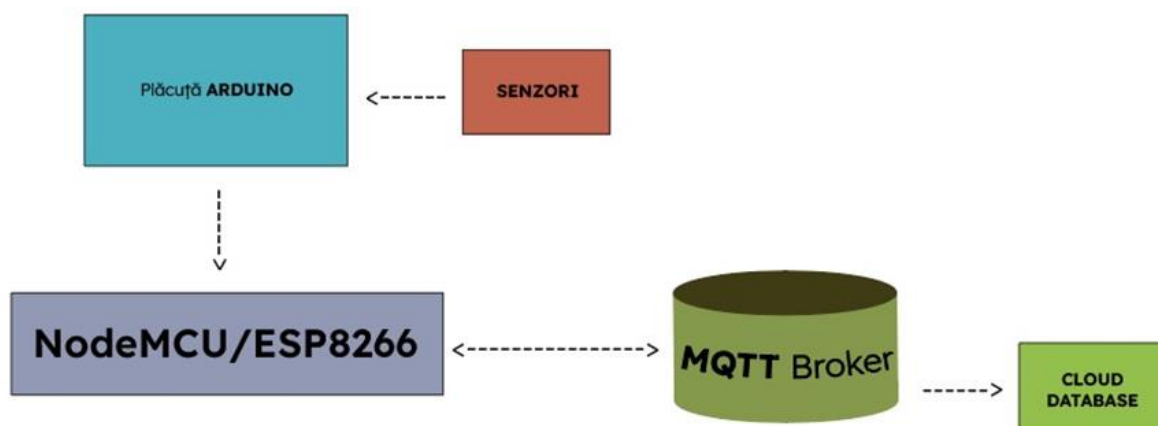 Plăcuță ARDUINO
SENZORI
NodeMCU/ESP8266
MQTT Broker
CLOUD
DATABASE